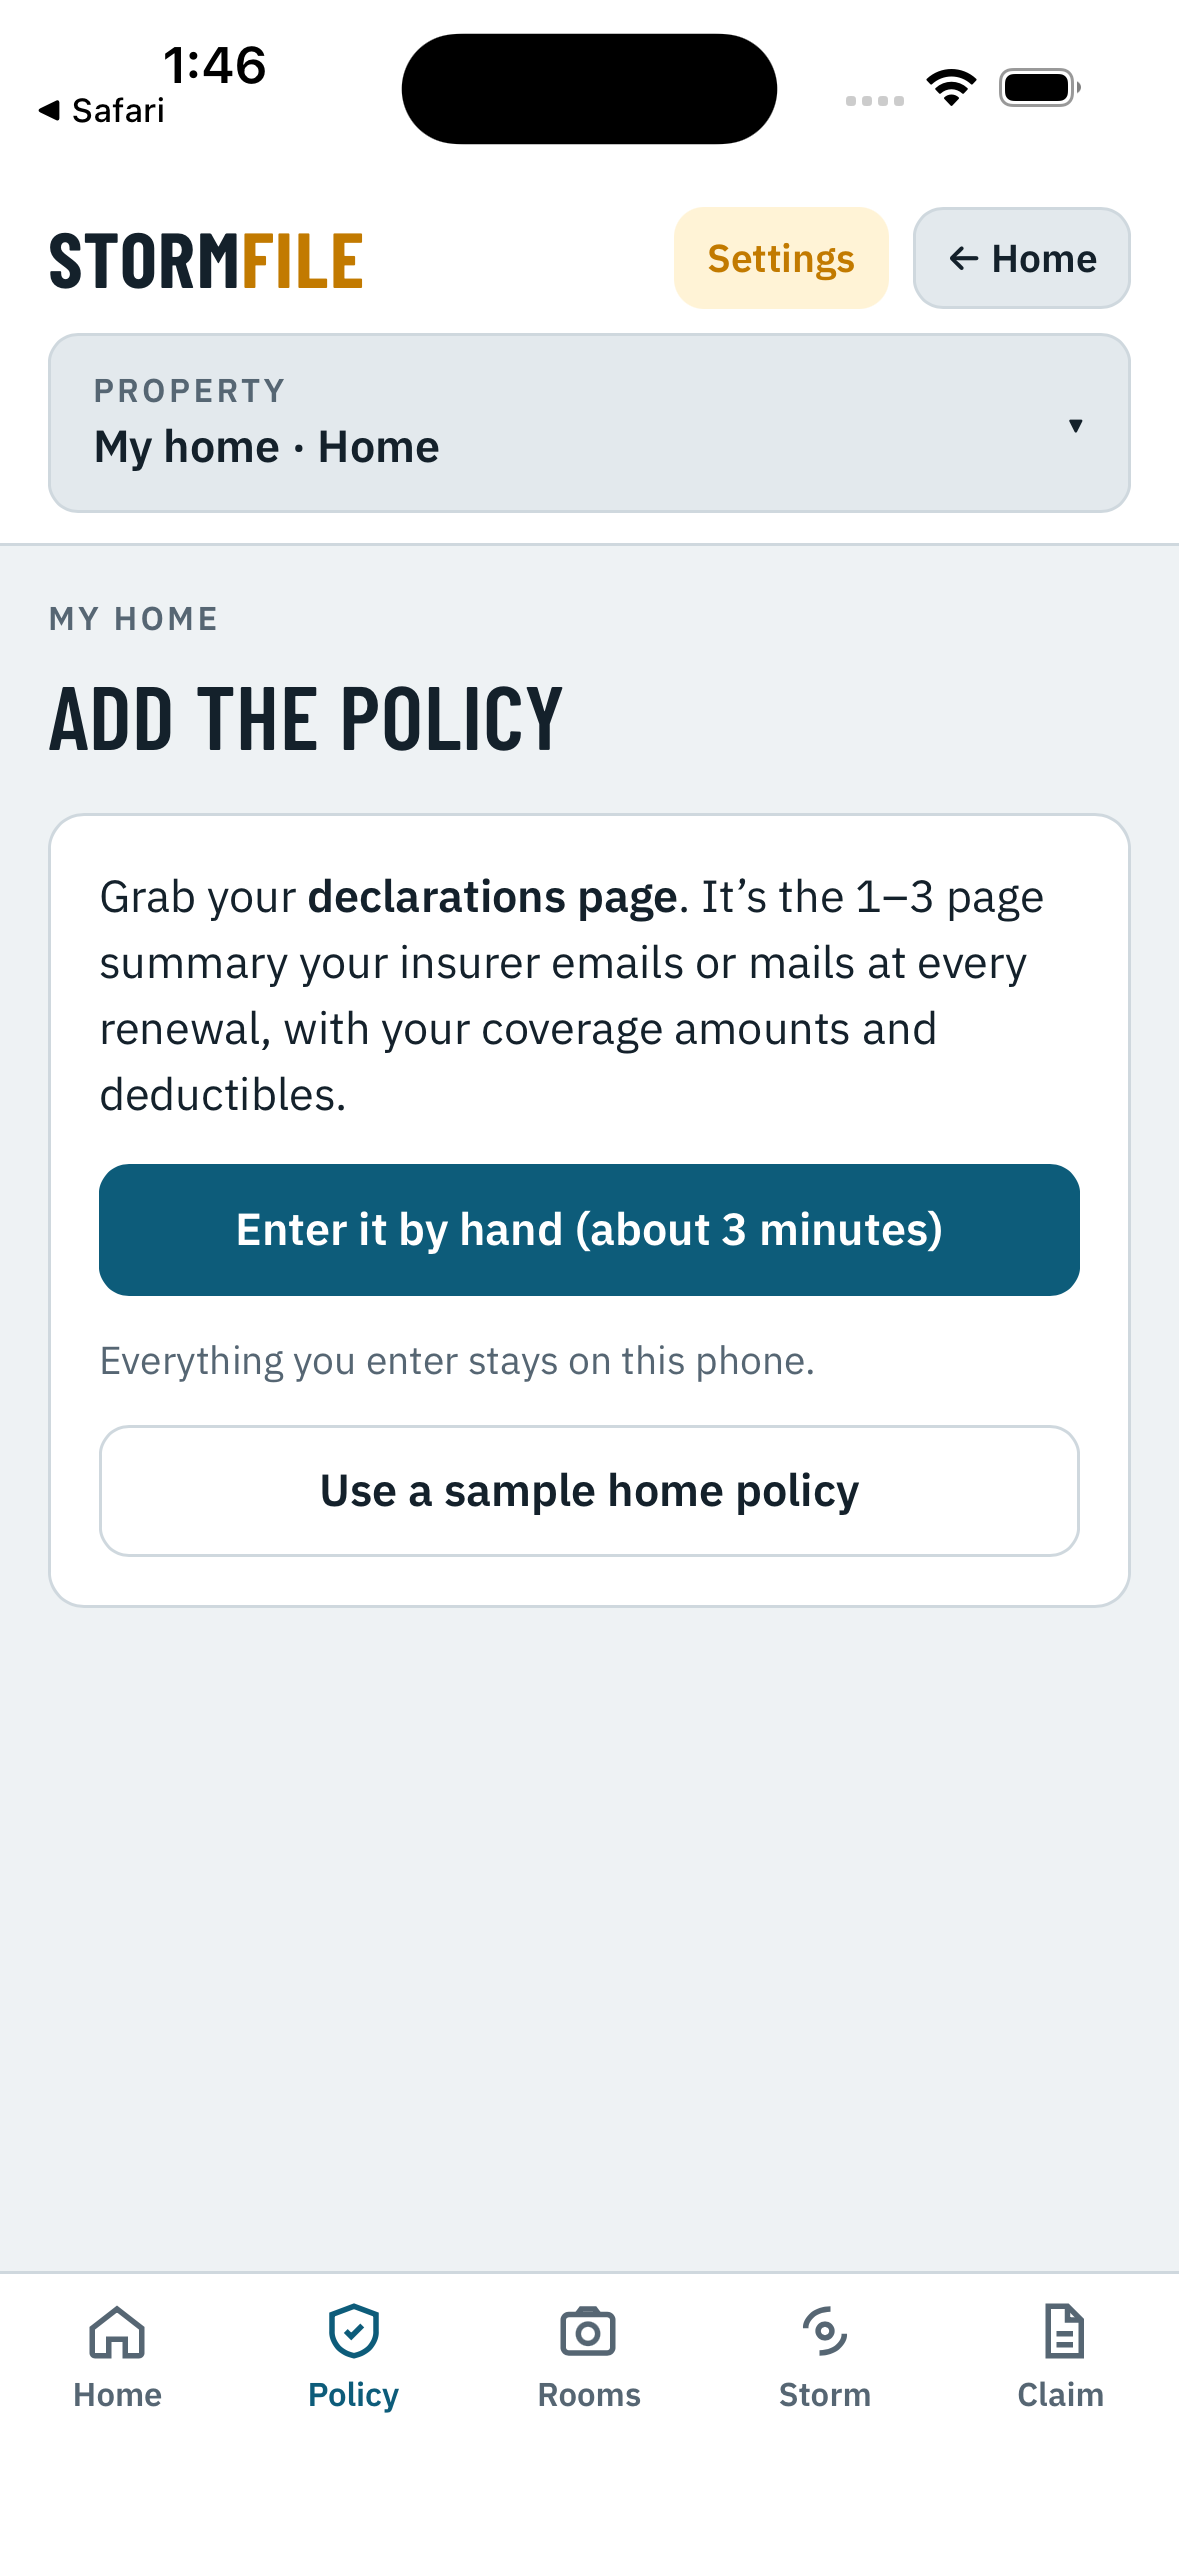 1:46
◀ Safari
STORMFILE
Settings
← Home
PROPERTY
My home · Home
▼
MY HOME
ADD THE POLICY
Grab your declarations page. It’s the 1–3 page
summary your insurer emails or mails at every
renewal, with your coverage amounts and
deductibles.
Enter it by hand (about 3 minutes)
Everything you enter stays on this phone.
Use a sample home policy
Home
Policy
Rooms
Storm
Claim